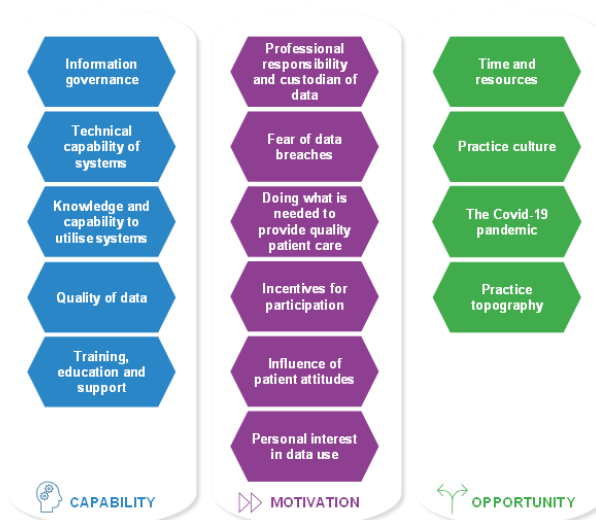 Information
governance
Technical
capability of
systems
Knowledge and
capability to
utilise systems
Quality of data
Training,
education and
support
CAPABILITY
Professional
responsibility
and custodian of
data
Fear of data
breaches
Doing what is
needed to
provide quality
patient care
Incentives for
participation
Influence of
patient attitudes
Personal interest
in data use
MOTIVATION
Time and
resources
Practice culture
The Covid-19
pandemic
Practice
topography
OPPORTUNITY